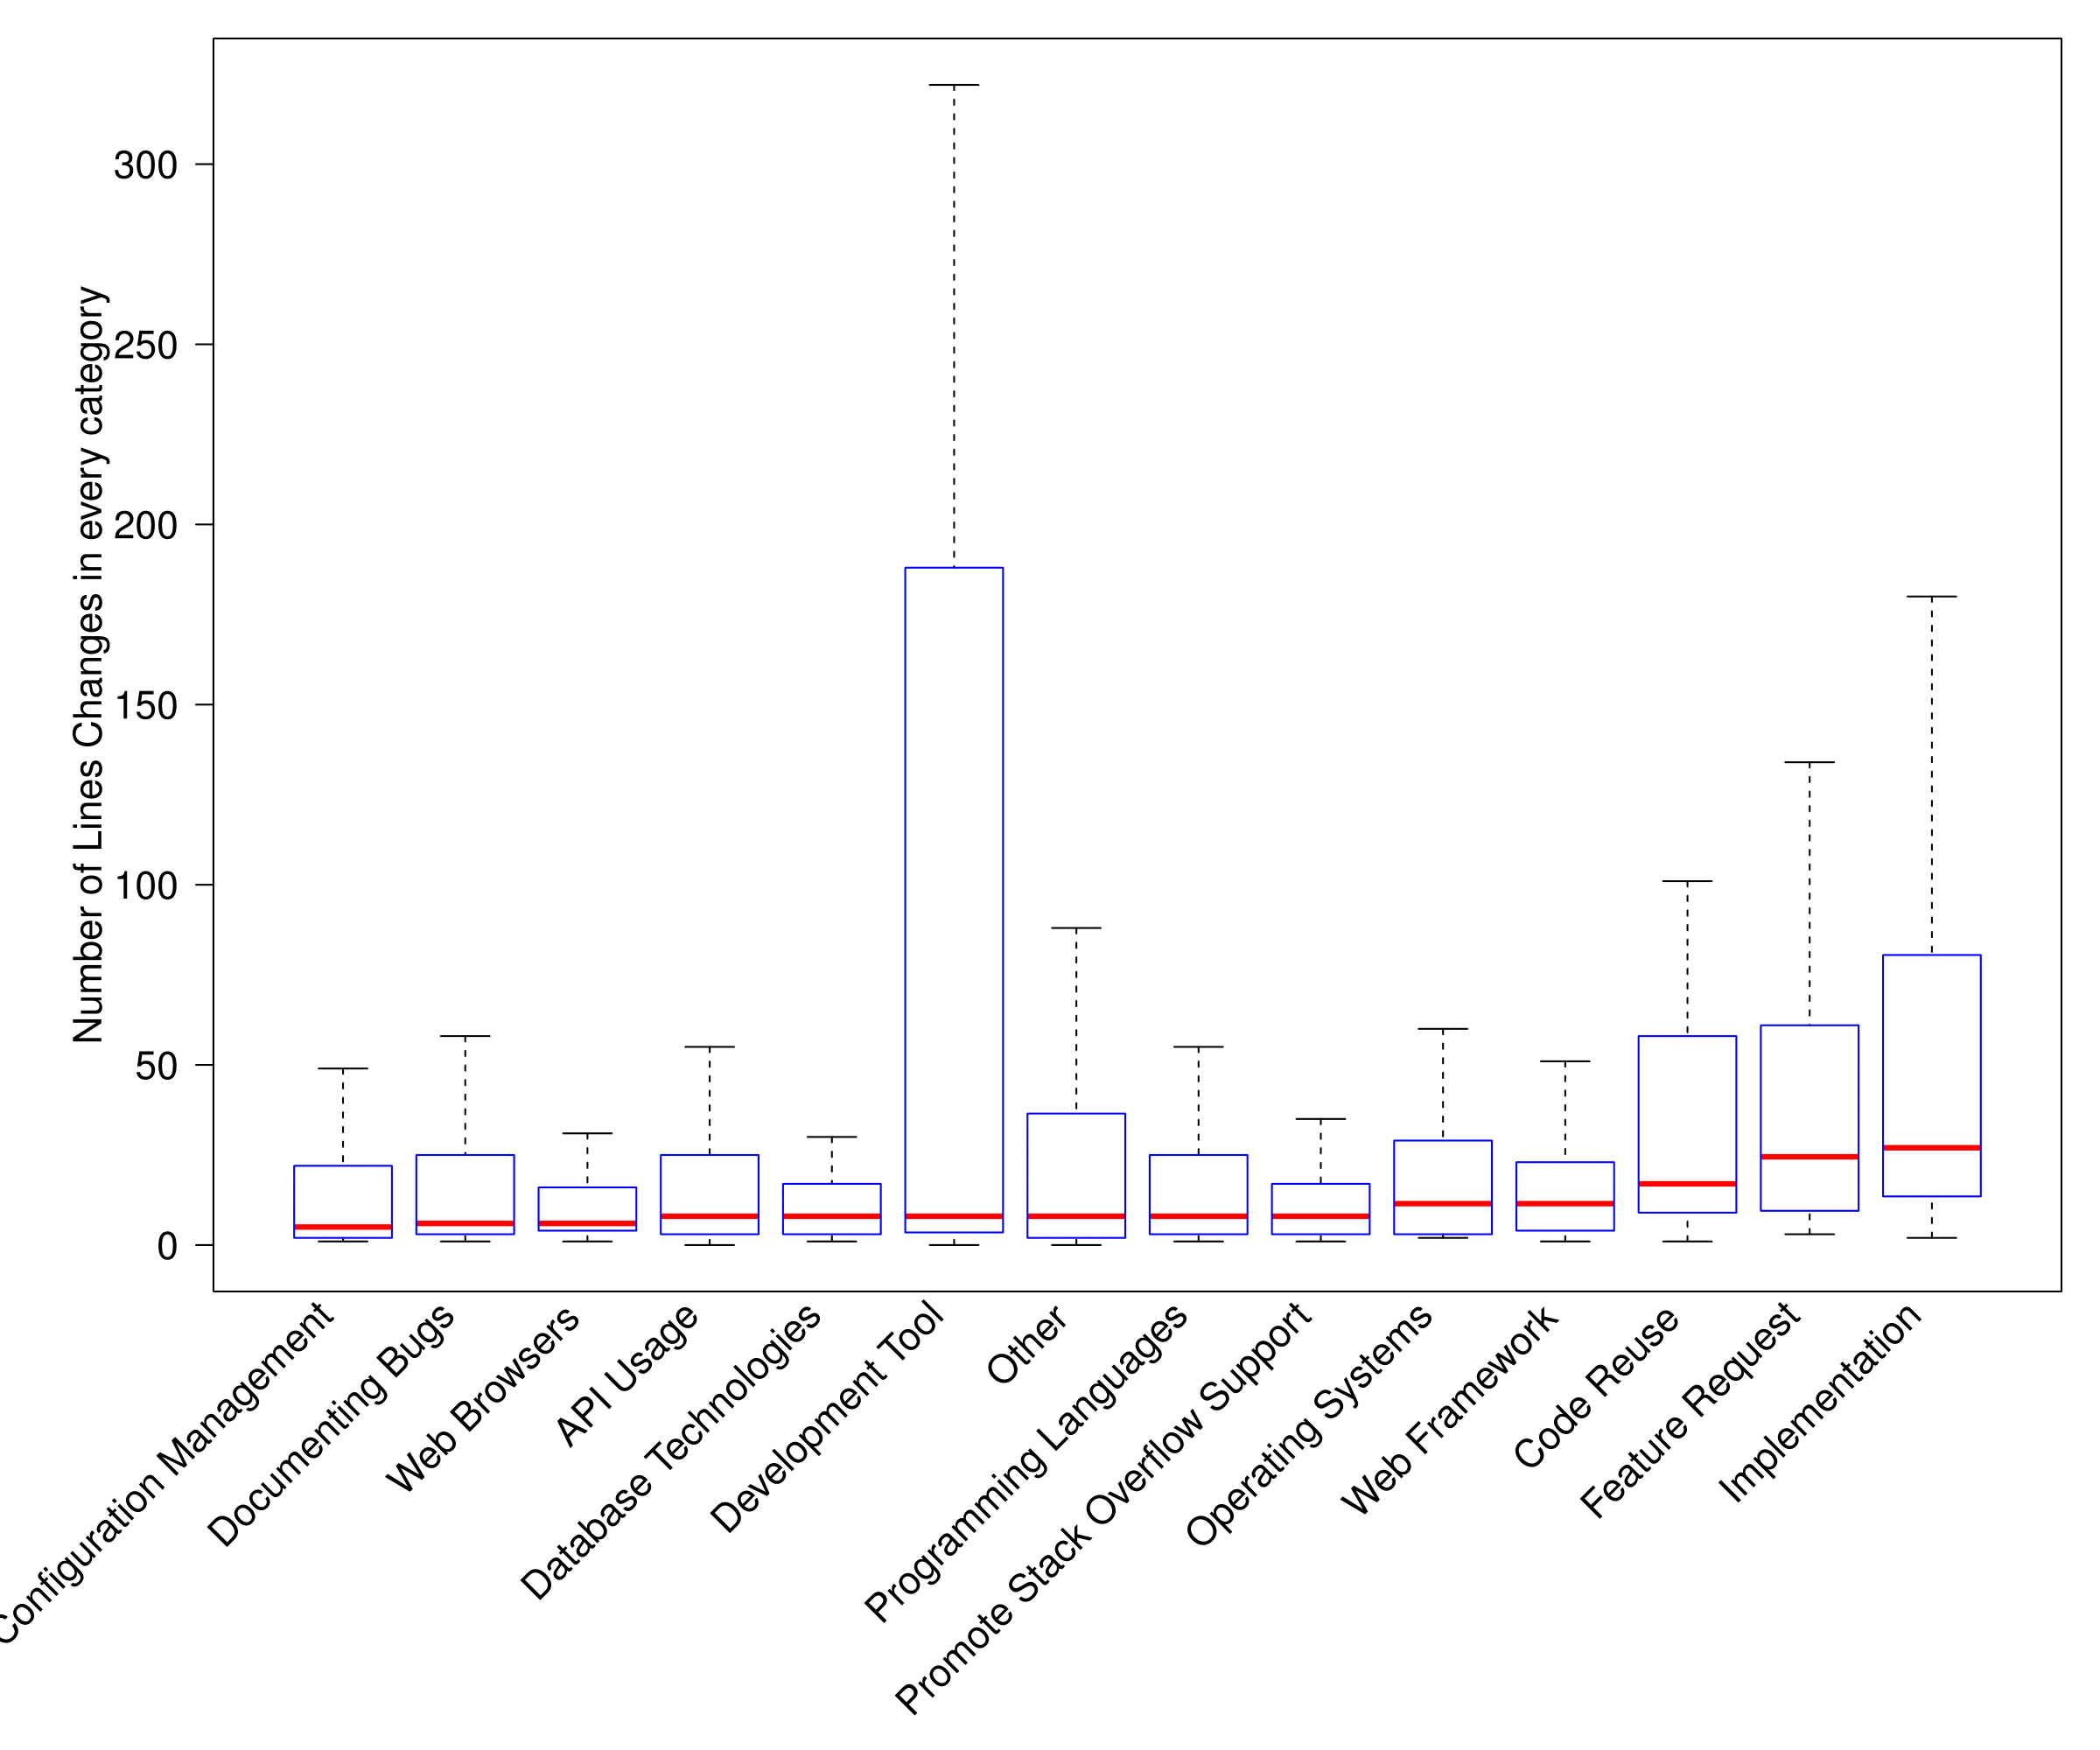 Number of Lines Changes in every category
300
250
200
150
100
50
0
Configuration Management
Documenting Bugs
Web Browsers
API Usage
Database Technologies
Development Tool
Other
Programming Languages
Promote Stack Overflow Support
Operating Systems
Web Framework
Code Reuse
Feature Request
Implementation